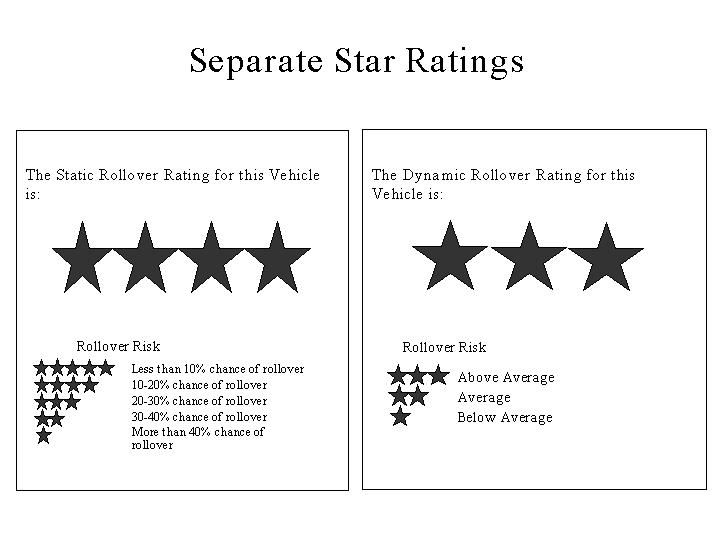 Separate Star Ratings
The Static Rollover Rating for this Vehicle
is:
Rollover Risk
Less than 10% chance of rollover
10-20% chance of rollover
20-30% chance of rollover
30-40% chance of rollover
More than 40% chance of
rollover
The Dynamic Rollover Rating for this
Vehicle is:
Rollover Risk
Above Average
Average
Below Average